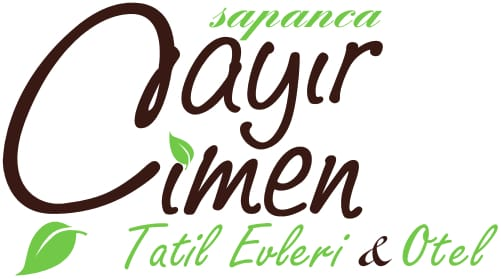 sapanca
Çayır
Çimen
Tatil Evleri & Otel